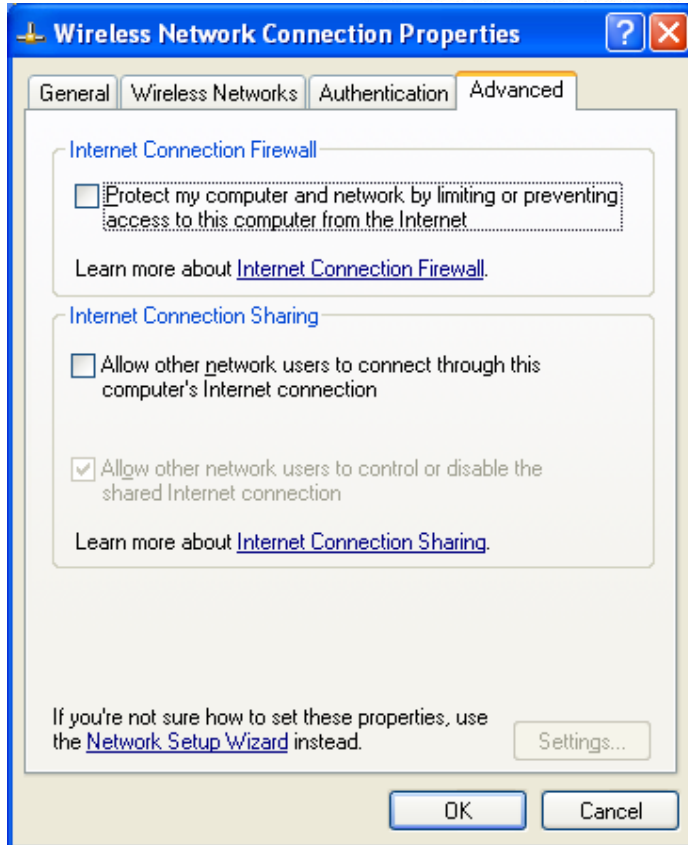 Wireless Network Connection Properties
General Wireless Networks Authentication Advanced
Internet Connection Firewall
Protect my computer and network by limiting or preventing
access to this computer from the Internet
Learn more about Internet Connection Firewall.
Internet Connection Sharing
Allow other network users to connect through this
computer's Internet connection
Allow other network users to control or disable the
shared Internet connection
Learn more about Internet Connection Sharing.
If you're not sure how to set these properties, use
the Network Setup Wizard instead.
Settings...
OK Cancel